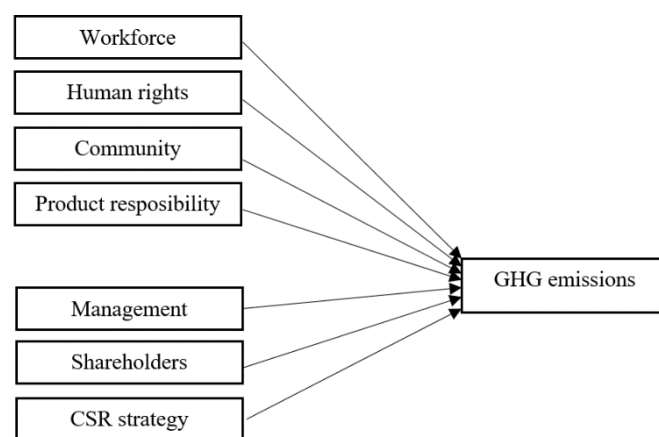 Workforce
Human rights
Community
Product resposibility
GHG emissions
Management
Shareholders
CSR strategy